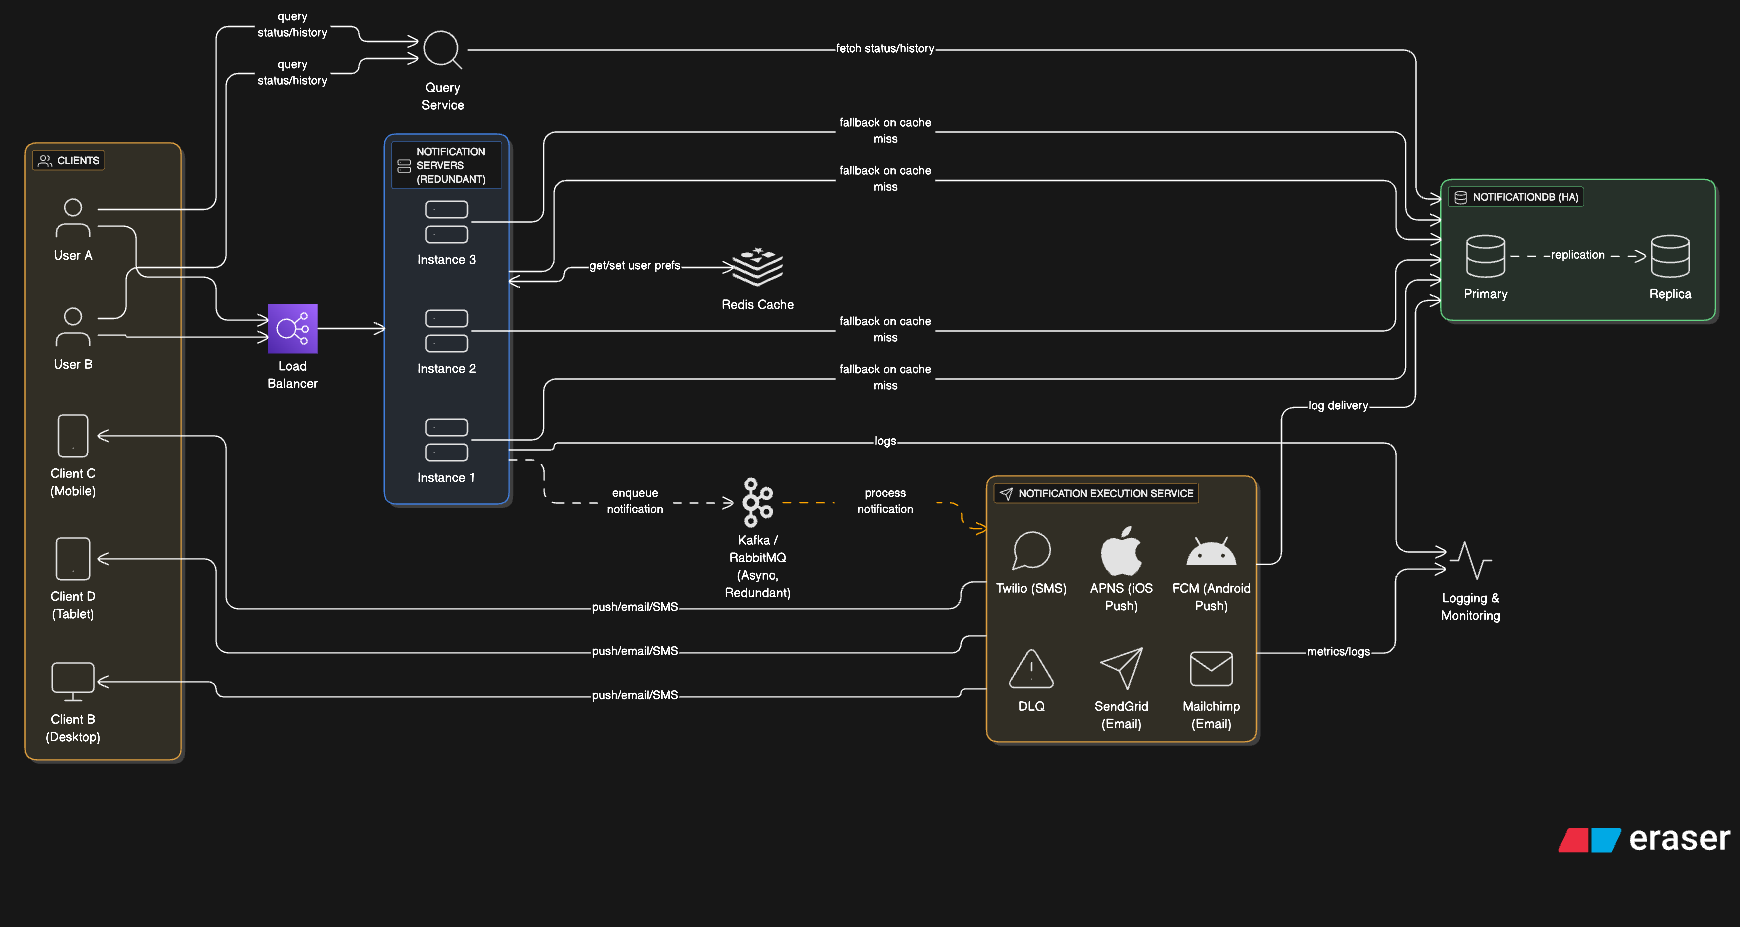 query
status/history
query
status/history
Query
Service
fetch status/history
fallback on cache
miss
fallback on cache
miss
CLIENTS
User A
User B
Client C
(Mobile)
Client D
(Tablet)
Client B
(Desktop)
Load
Balancer
NOTIFICATION
SERVERS
(REDUNDANT)
Instance 3
Instance 2
Instance 1
get/set user prefs
Redis Cache
fallback on cache
miss
fallback on cache
miss
NOTIFICATIONDB (HA)
Primary
replication
Replica
log delivery
logs
enqueue
notification
Kafka /
RabbitMQ
(Async,
Redundant)
process
notification
NOTIFICATION EXECUTION SERVICE
Twilio (SMS)
APNS (iOS
Push)
FCM (Android
Push)
DLQ
SendGrid
(Email)
Mailchimp
(Email)
push/email/SMS
push/email/SMS
push/email/SMS
metrics/logs
Logging &
Monitoring
eraser